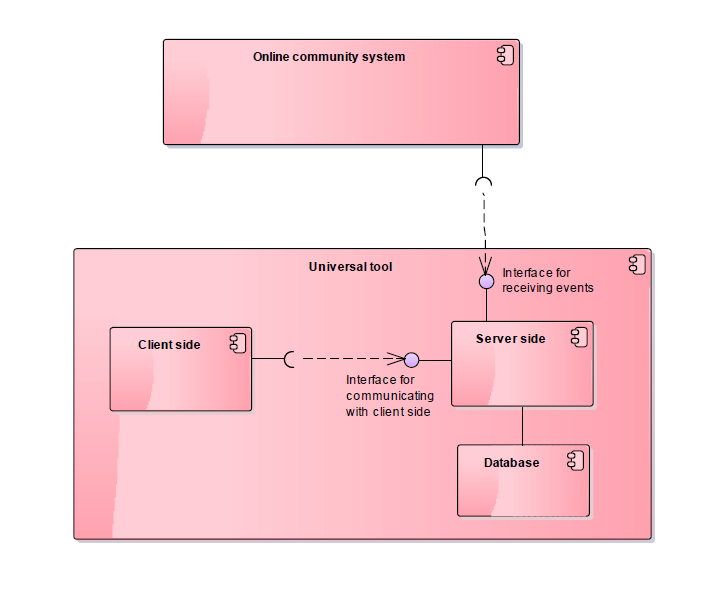 Online community system
Universal tool
Interface for
receiving events
Client side
Server side
Interface for
communicating
with client side
Database